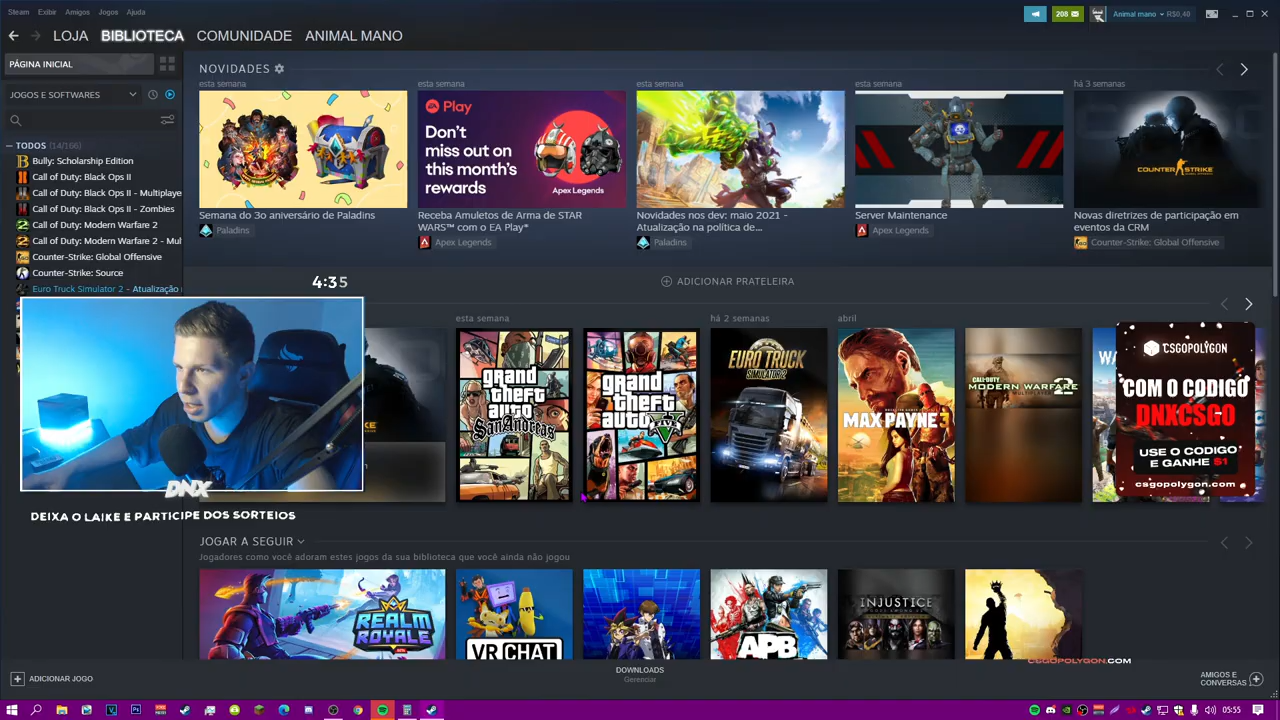 Steam Exibir Amigos Jogos Ajuda
208
Animal mano R$0,40
LOJA BIBLIOTECA COMUNIDADE ANIMAL MANO
PÁGINA INICIAL
JOGOS E SOFTWARES
TODOS (14/166)
Bully: Scholarship Edition
Call of Duty: Black Ops II
Call of Duty: Black Ops II - Multiplaye
Call of Duty: Black Ops II - Zombies
Call of Duty: Modern Warfare 2
Call of Duty: Modern Warfare 2 - Mul
Counter-Strike: Global Offensive
Counter-Strike: Source
Euro Truck Simulator 2 - Atualização
NOVIDADES
esta semana
Semana do 3o aniversário de Paladins
Paladins
esta semana
EA Play
Don't
miss out on
this month's
rewards
Apex Legends
Receba Amuletos de Arma de STAR
WARS™ com o EA Play*
Apex Legends
esta semana
Novidades nos dev: maio 2021 -
Atualização na política de...
Paladins
esta semana
Server Maintenance
Apex Legends
há 3 semanas
COUNTER STRIKE
Novas diretrizes de participação em
eventos da CRM
Counter-Strike: Global Offensive
4:35
ADICIONAR PRATELEIRA
esta semana
há 2 semanas
abril
grand
theft
auto
San Andreas
grand
theft
auto
V
FIVE
EURO TRUCK
SIMULATOR 2
MAX PAYNE 3
CALL OF DUTY
MODERN WARFARE 2
MULTIPLAYER
WA
CSGOPOLYGON
COM O CODIGO
DNXCSGO
USE O CODIGO
E GANHE $1
csgopolygon.com
DNX
DEIXA O LAIKE E PARTICIPE DOS SORTEIOS
JOGAR A SEGUIR
Jogadores como você adoram estes jogos da sua biblioteca que você ainda não jogou
REALM
ROYALE
VRCHAT
APB
INJUSTICE
CSGOPOLYGON.COM
ADICIONAR JOGO
DOWNLOADS
Gerenciar
AMIGOS E
CONVERSAS
05:55